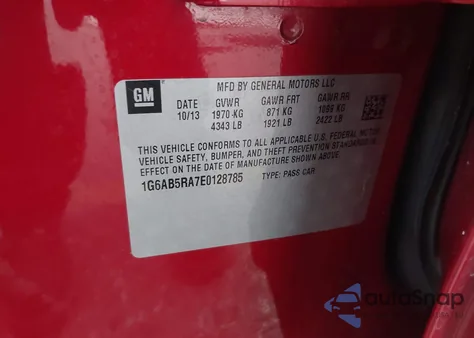 GM
MFD BY GENERAL MOTORS LLC
DATE GVWR GAWR FRT GAWR RR
10/13 1970 KG 871 KG 1099 KG
4343 LB 1921 LB 2422 LB
THIS VEHICLE CONFORMS TO ALL APPLICABLE U.S. FEDERAL MOTOR
VEHICLE SAFETY, BUMPER, AND THEFT PREVENTION STANDARDS IN
EFFECT ON THE DATE OF MANUFACTURE SHOWN ABOVE.
1G6AB5RA7E0128785 TYPE: PASS CAR
autoSnap